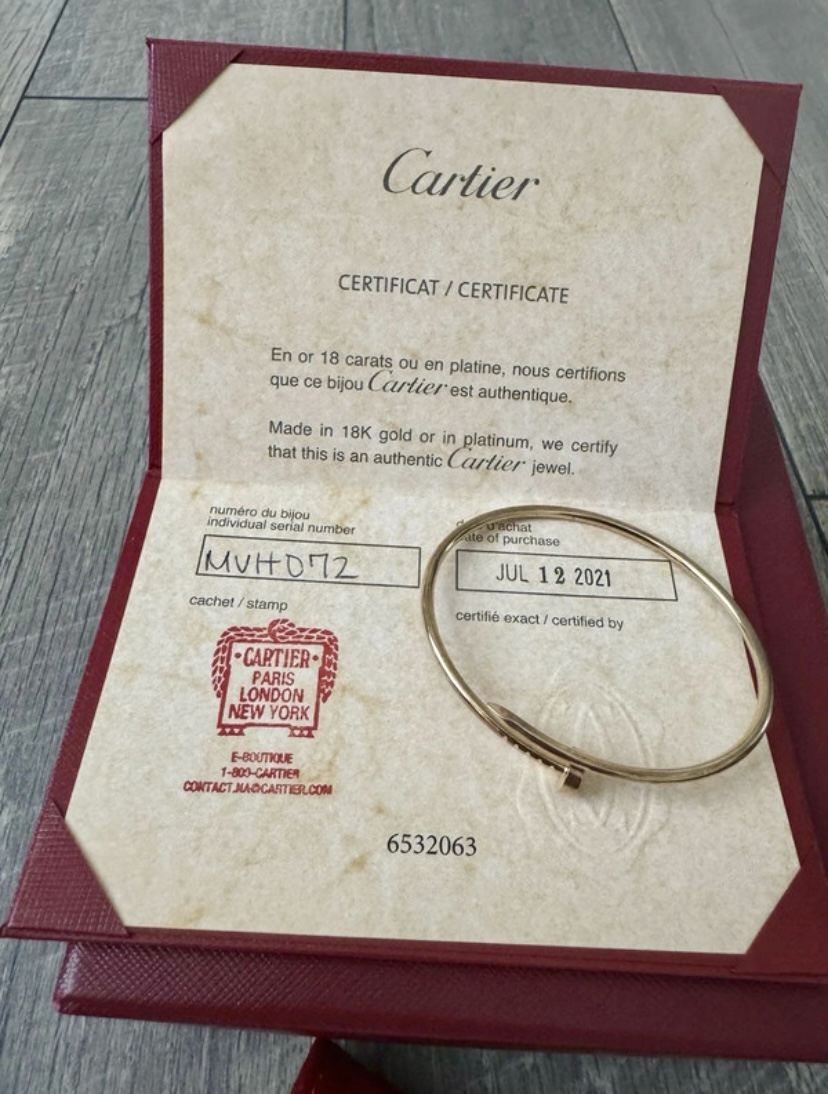 Cartier
CERTIFICAT / CERTIFICATE
En or 18 carats ou en platine, nous certifions
que ce bijou Cartier est authentique.
Made in 18K gold or in platinum, we certify
that this is an authentic Cartier jewel.
numéro du bijou
individual serial number
MVH072
d'achat
date of purchase
JUL 12 2021
cachet / stamp
certifié exact / certified by
•CARTIER•
PARIS
LONDON
NEW YORK
E-BOUTIQUE
1-800-CARTIER
CONTACT.NA@CARTIER.COM
6532063